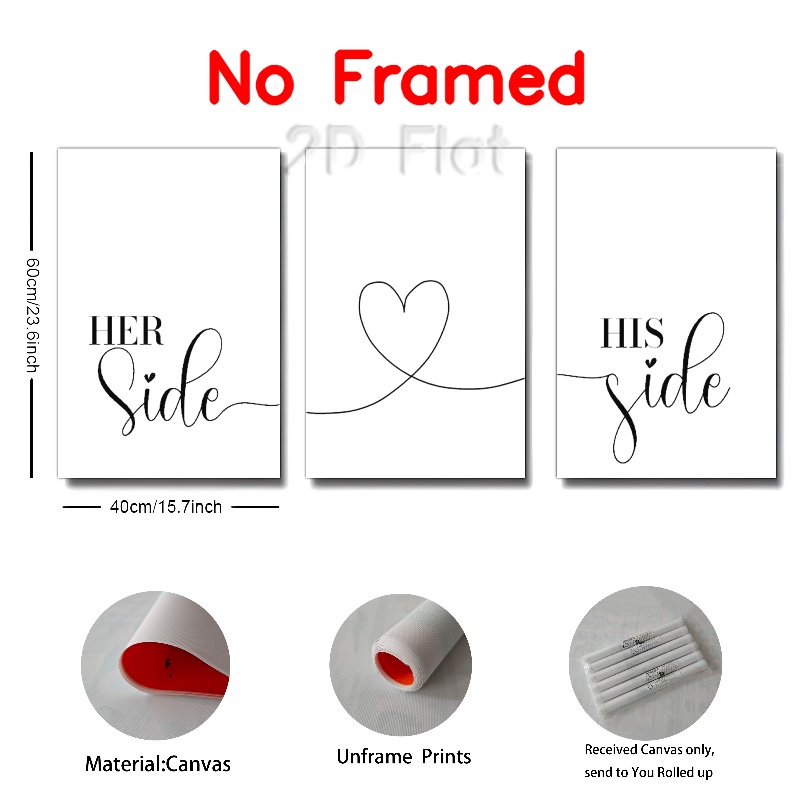 No Framed
2D Flat
60cm/23.6inch
HER
Side
HIS
Side
40cm/15.7inch
Material:Canvas
Unframe Prints
Received Canvas only,
send to You Rolled up